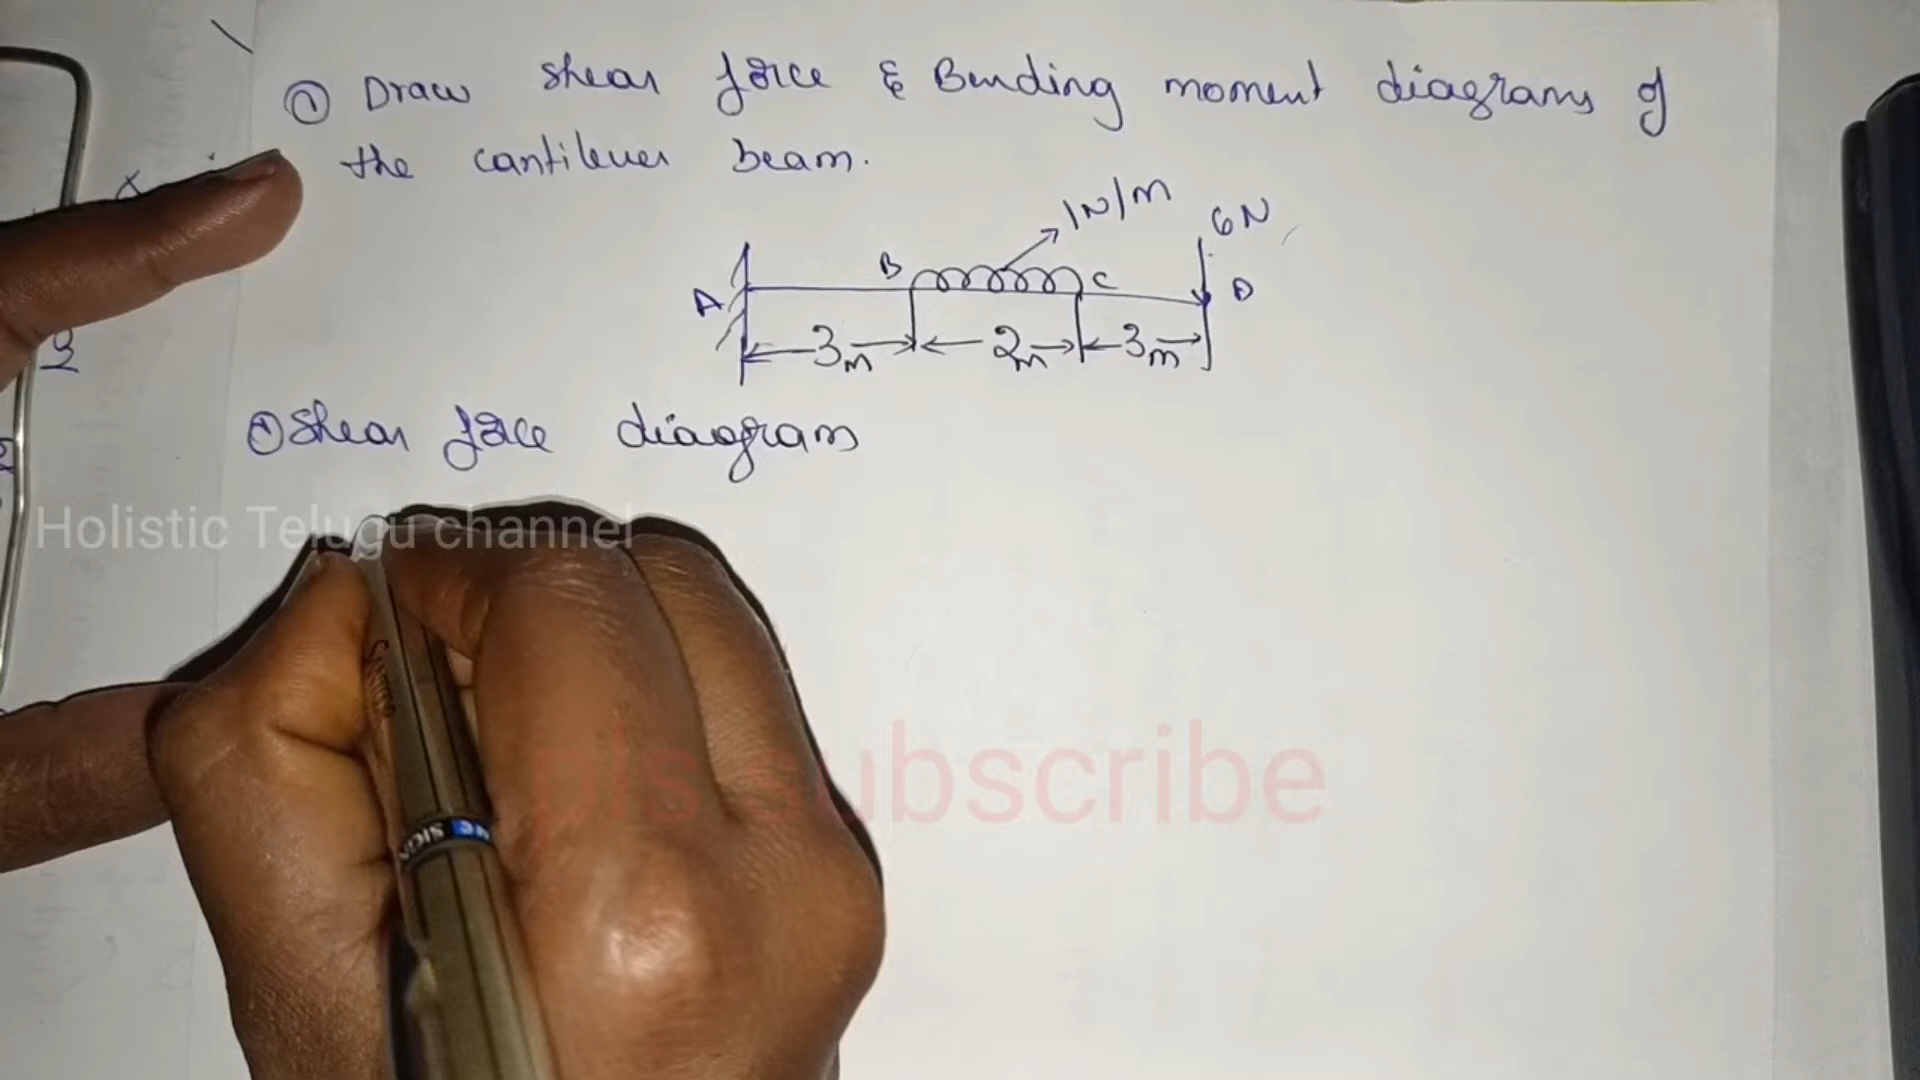 ① Draw shear force & Bending moment diagrams of
the cantilever beam.
1N/m
6N
A
B
C
D
3m
2m
3m
① Shear force diagram
Holistic Telugu channel
pls subscribe